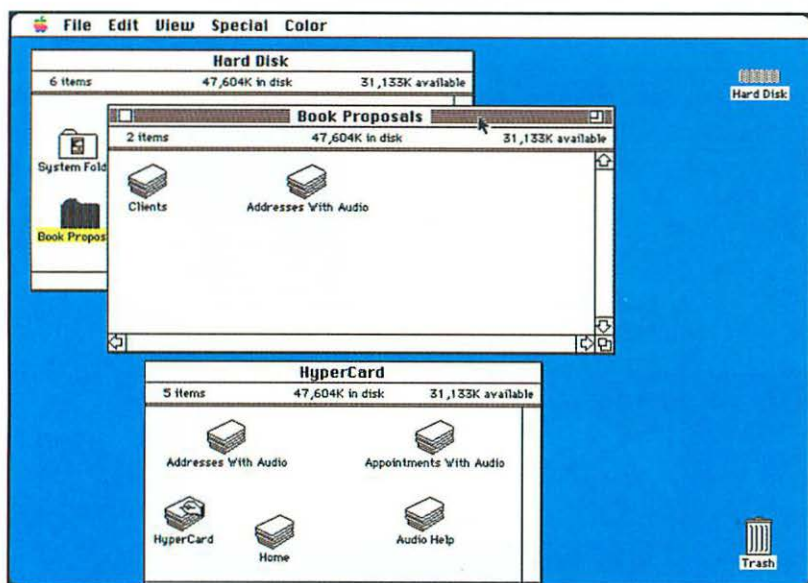 File Edit View Special Color
Hard Disk
6 items 47,604K in disk 31,133K available
Hard Disk
Book Proposals
2 items 47,604K in disk 31,133K available
System Fold
Clients Addresses With Audio
Book Propos
HyperCard
5 items 47,604K in disk 31,133K available
Addresses With Audio Appointments With Audio
HyperCard Home Audio Help
Trash